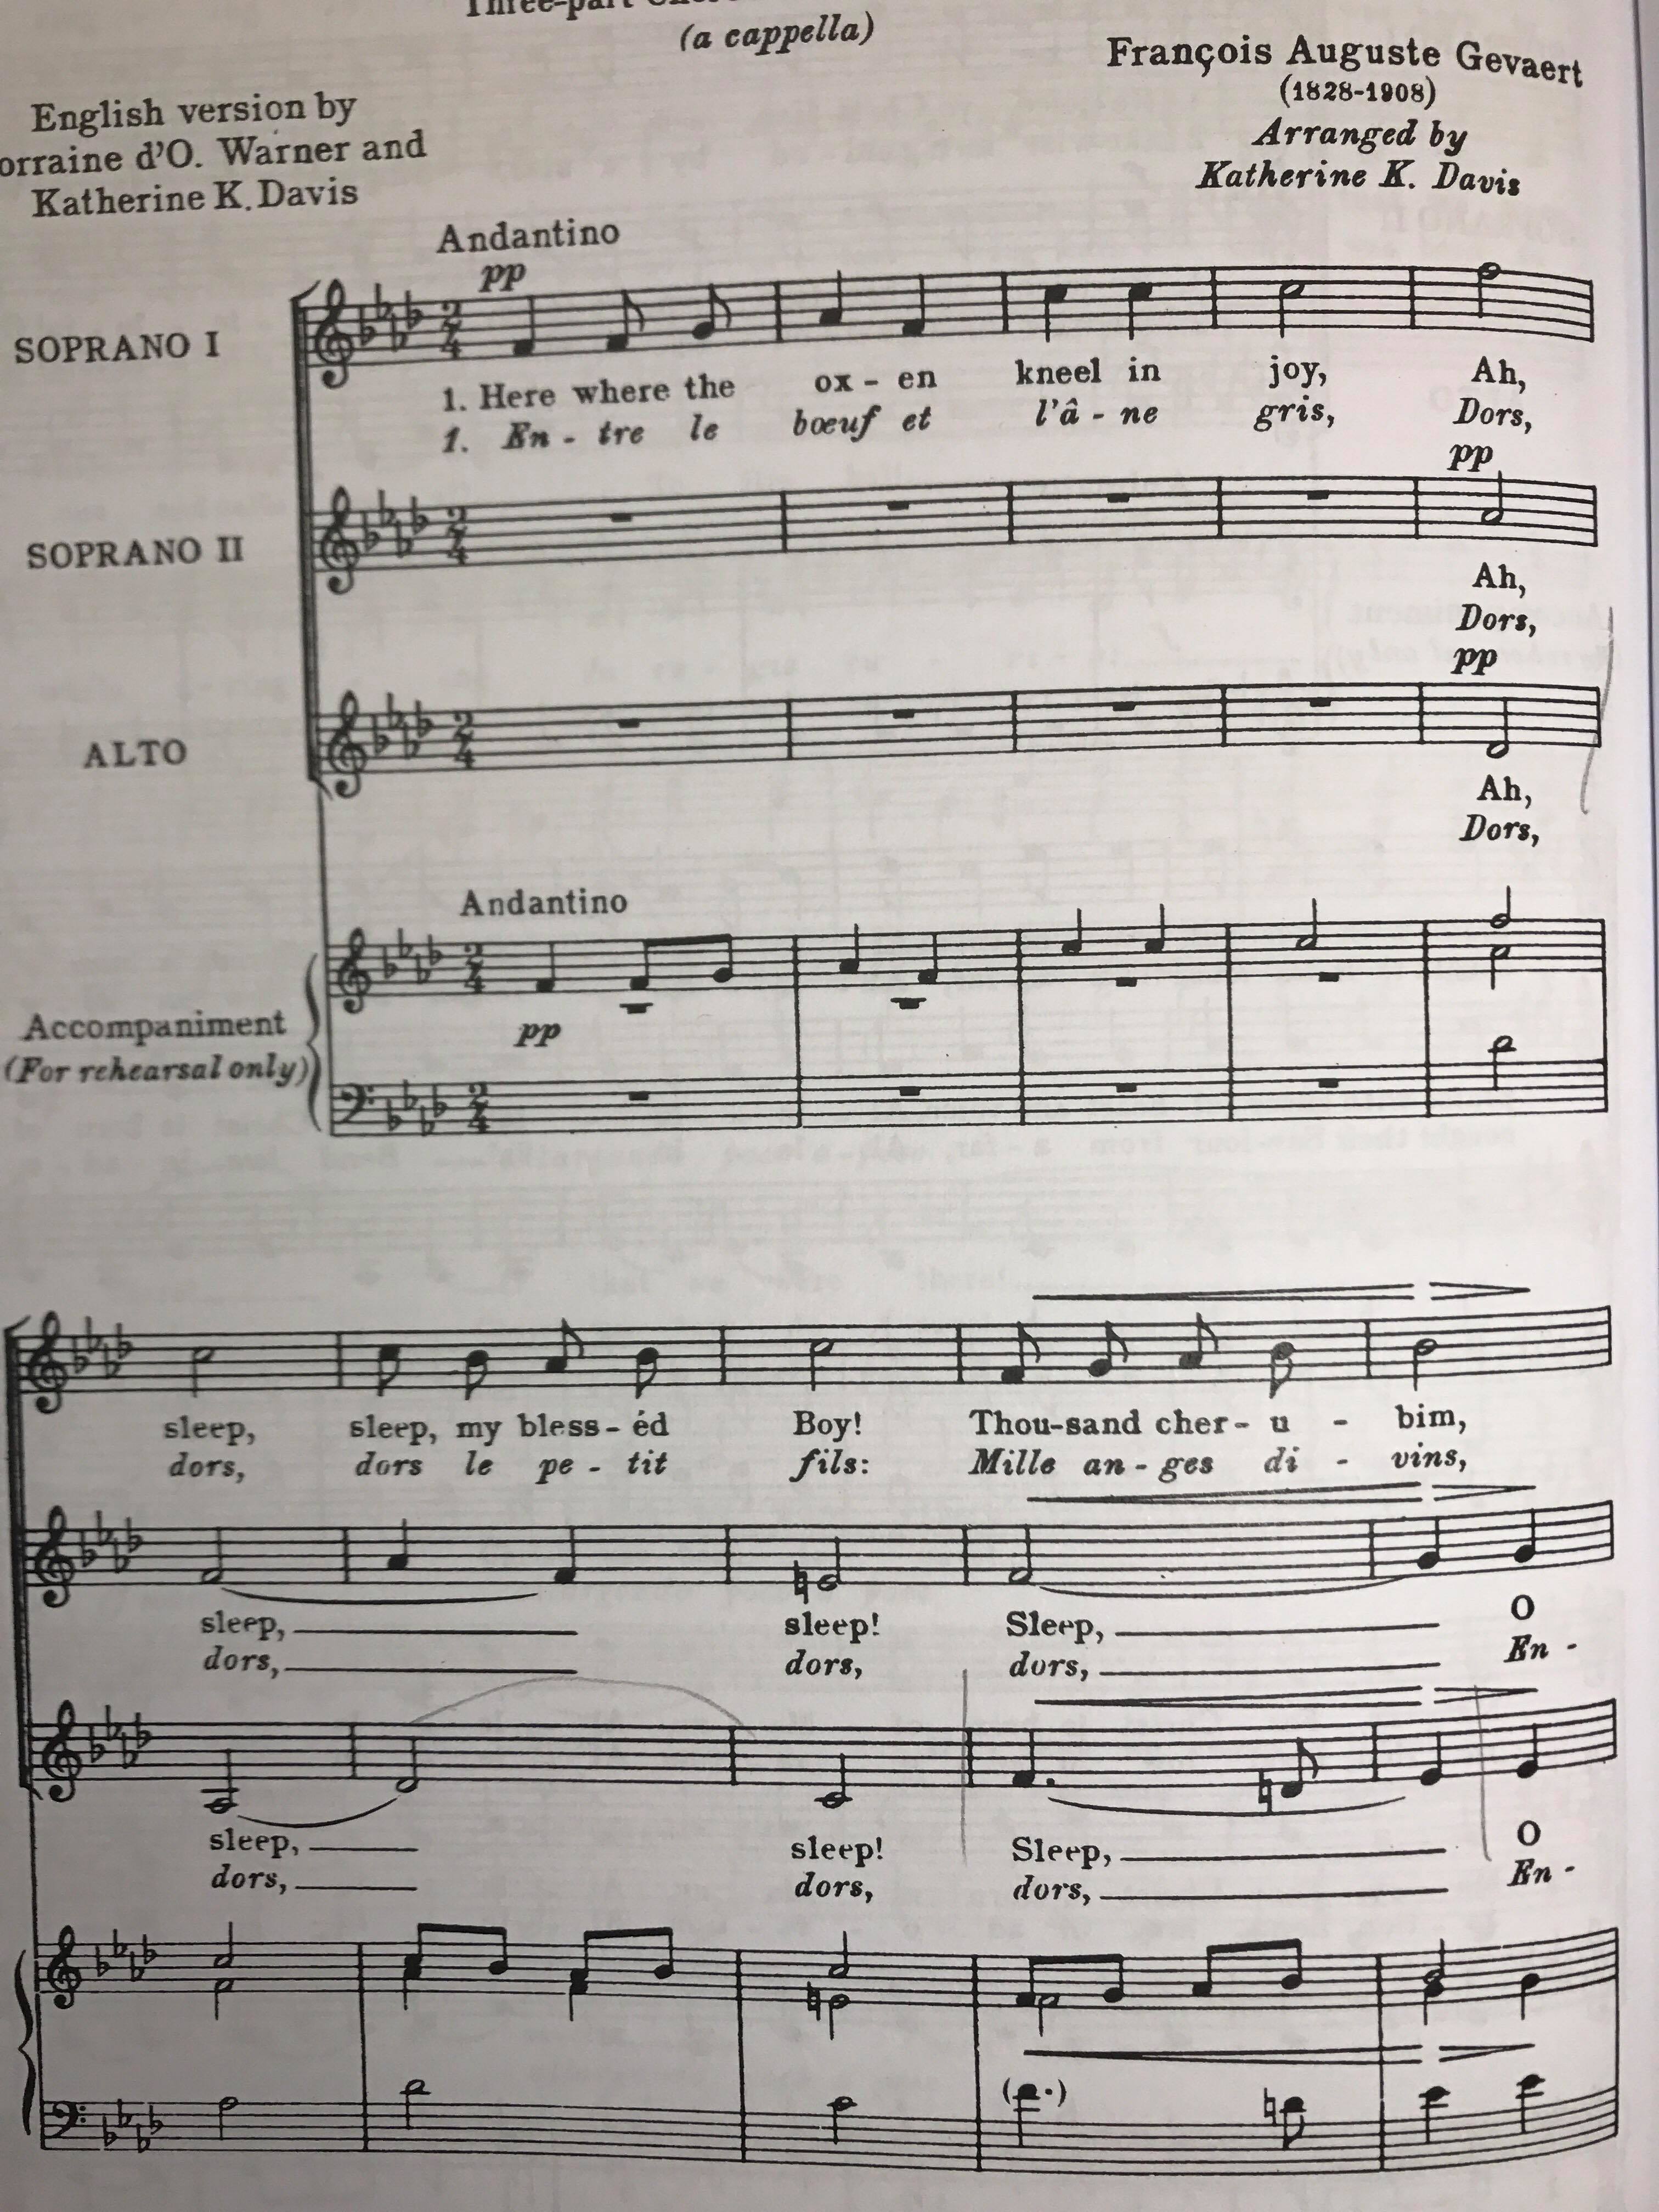 Three-part
(a cappella)
François Auguste Gevaert
(1828-1908)
Arranged by
Katherine K. Davis
English version by
orraine d'O. Warner and
Katherine K. Davis
Andantino
pp
SOPRANO I
1. Here where the ox - en kneel in joy, Ah,
1. En - tre le bœuf et l'â - ne gris, Dors,
pp
SOPRANO II
Ah,
Dors,
pp
ALTO
Ah,
Dors,
Andantino
Accompaniment
(For rehearsal only)
pp
sleep, sleep, my bless - éd Boy! Thou-sand cher - u - bim,
dors, dors le pe - tit fils: Mille an - ges di - vins,
sleep, sleep! Sleep, O
dors, dors, dors, En -
sleep, sleep! Sleep, O
dors, dors, dors, En -